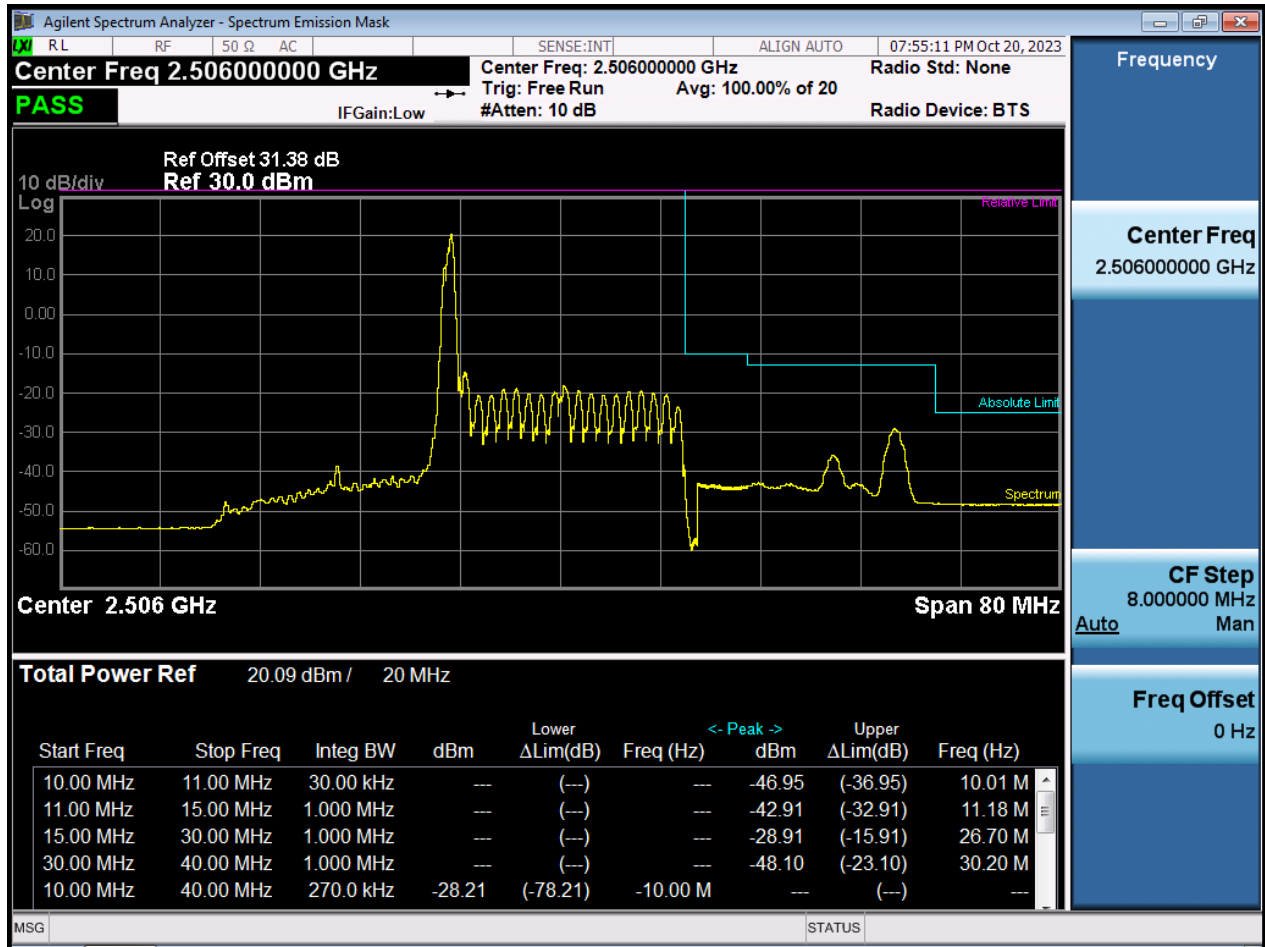 Agilent Spectrum Analyzer - Spectrum Emission Mask
LXI RL RF 50 Ω AC SENSE:INT ALIGN AUTO 07:55:11 PM Oct 20, 2023
Center Freq 2.506000000 GHz
PASS
IFGain:Low
Center Freq: 2.506000000 GHz
Trig: Free Run Avg: 100.00% of 20
#Atten: 10 dB
Radio Std: None
Radio Device: BTS
Ref Offset 31.38 dB
10 dB/div Ref 30.0 dBm
Log
Relative Limit
20.0
10.0
0.00
-10.0
-20.0
Absolute Limit
-30.0
-40.0
Spectrum
-50.0
-60.0
Center 2.506 GHz Span 80 MHz
Total Power Ref 20.09 dBm / 20 MHz
Lower <- Peak -> Upper
Start Freq Stop Freq Integ BW dBm ΔLim(dB) Freq (Hz) dBm ΔLim(dB) Freq (Hz)
10.00 MHz 11.00 MHz 30.00 kHz --- (---) --- -46.95 (-36.95) 10.01 M
11.00 MHz 15.00 MHz 1.000 MHz --- (---) --- -42.91 (-32.91) 11.18 M
15.00 MHz 30.00 MHz 1.000 MHz --- (---) --- -28.91 (-15.91) 26.70 M
30.00 MHz 40.00 MHz 1.000 MHz --- (---) --- -48.10 (-23.10) 30.20 M
10.00 MHz 40.00 MHz 270.0 kHz -28.21 (-78.21) -10.00 M --- (---) ---
MSG STATUS
Frequency
Center Freq
2.506000000 GHz
CF Step
8.000000 MHz
Auto Man
Freq Offset
0 Hz